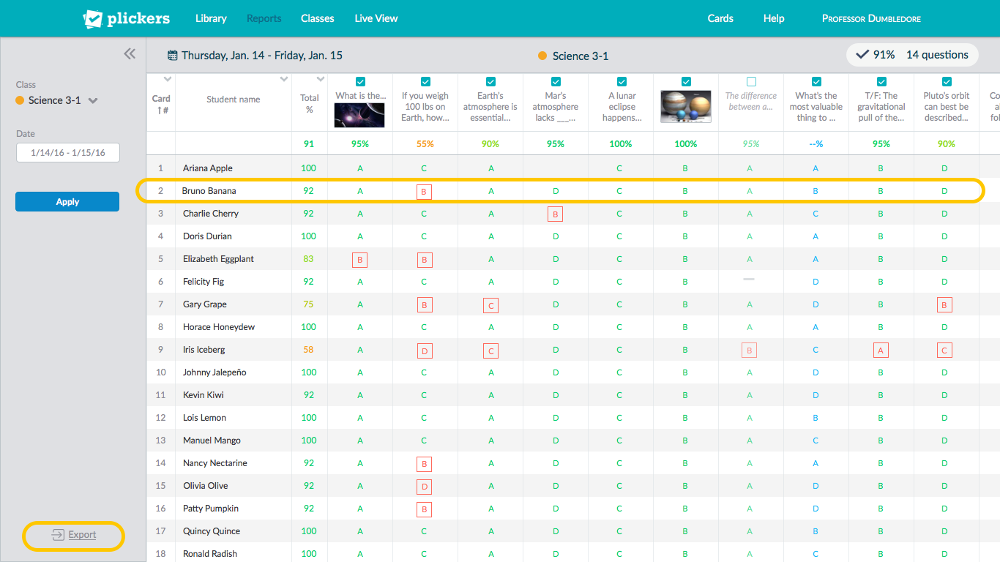 plickers Library Reports Classes Live View Cards Help Professor Dumbledore
Thursday, Jan. 14 - Friday, Jan. 15 Science 3-1 91% 14 questions
Class
Science 3-1
Date
1/14/16 - 1/15/16
Apply
Export
Card # Student name Total % What is the... If you weigh 100 lbs on Earth, how... Earth's atmosphere is essential... Mar's atmosphere lacks ___... A lunar eclipse happens... The difference between a... What's the most valuable thing to ... T/F: The gravitational pull of the... Pluto's orbit can best be described...
91 95% 55% 90% 95% 100% 100% 95% --% 95% 90%
1 Ariana Apple 100 A C A C B A A B D
2 Bruno Banana 92 A B A D C B A B B D
3 Charlie Cherry 92 A C A B C B A C B D
4 Doris Durian 100 A C A D C B A A B D
5 Elizabeth Eggplant 83 B B A D C B A A B D
6 Felicity Fig 92 A C A D C B — D B D
7 Gary Grape 75 A B C D C B A D B B
8 Horace Honeydew 100 A C A D C B A A B D
9 Iris Iceberg 58 A D C D C B B C A C
10 Johnny Jalepeño 100 A C A D C B A D B D
11 Kevin Kiwi 92 A C A D C B A D B D
12 Lois Lemon 100 A C A D C B A B B D
13 Manuel Mango 100 A C A D C B A C B D
14 Nancy Nectarine 92 A B A D C B A A B D
15 Olivia Olive 92 A D A D C B A D B D
16 Patty Pumpkin 92 A B A D C B A D B D
17 Quincy Quince 100 A C A D C B A B B D
18 Ronald Radish 100 A C A D C B A C B D